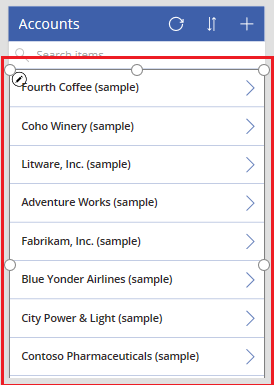 Accounts
Search items
Fourth Coffee (sample)
Coho Winery (sample)
Litware, Inc. (sample)
Adventure Works (sample)
Fabrikam, Inc. (sample)
Blue Yonder Airlines (sample)
City Power & Light (sample)
Contoso Pharmaceuticals (sample)